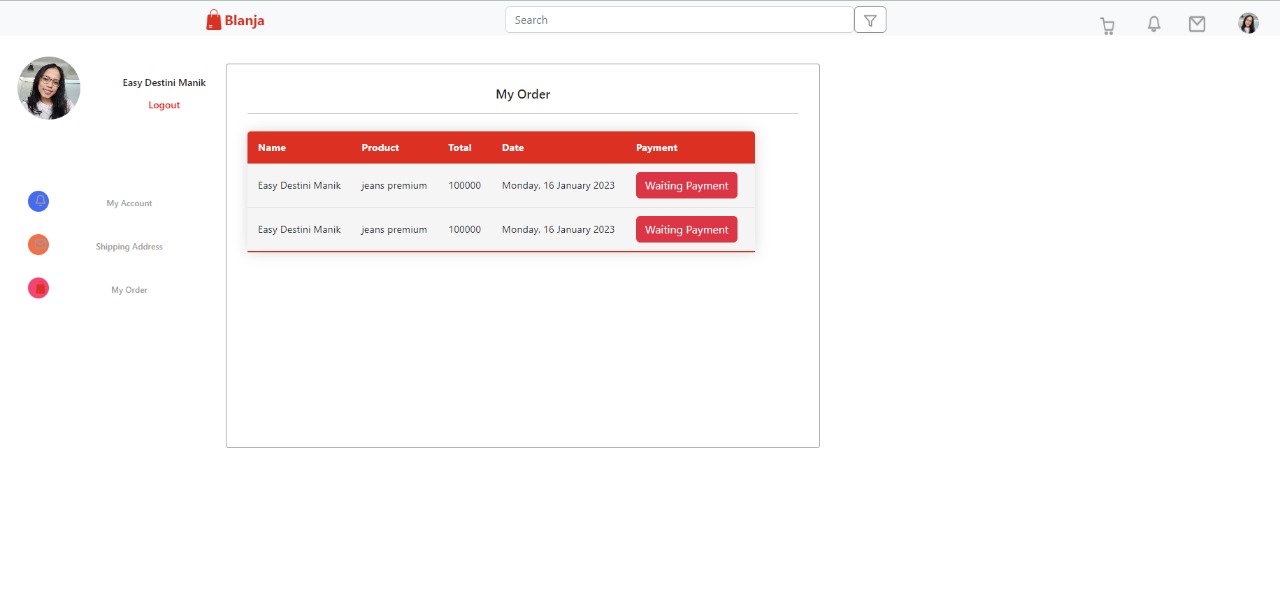 Blanja
Search
Easy Destini Manik
Logout
My Account
Shipping Address
My Order
My Order
Name Product Total Date Payment
Easy Destini Manik jeans premium 100000 Monday, 16 January 2023 Waiting Payment
Easy Destini Manik jeans premium 100000 Monday, 16 January 2023 Waiting Payment